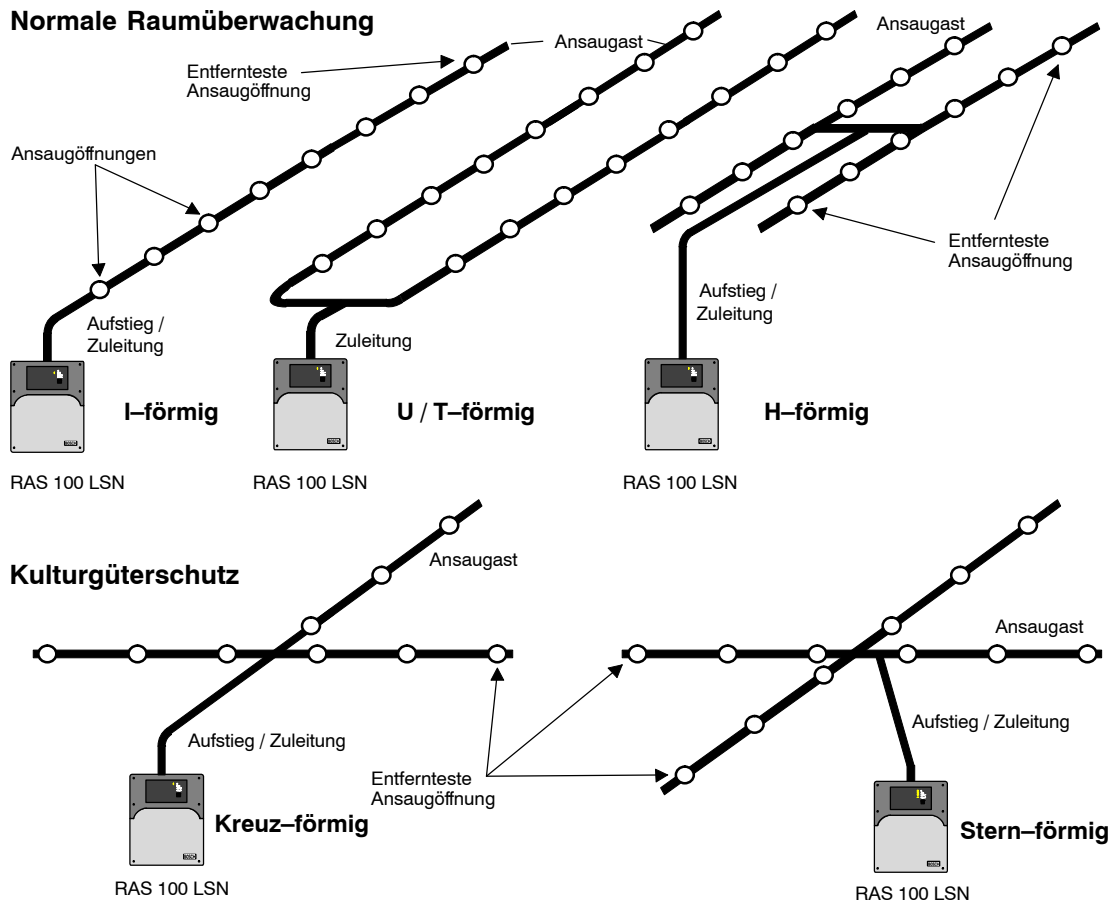 Normale Raumüberwachung
Ansaugast
Ansaugast
Entfernteste
Ansaugöffnung
Ansaugöffnungen
Entfernteste
Ansaugöffnung
Aufstieg /
Zuleitung
Zuleitung
Aufstieg /
Zuleitung
I–förmig
U / T–förmig
H–förmig
RAS 100 LSN
RAS 100 LSN
RAS 100 LSN
Kulturgüterschutz
Ansaugast
Ansaugast
Aufstieg / Zuleitung
Aufstieg / Zuleitung
Entfernteste
Ansaugöffnung
Kreuz–förmig
Stern–förmig
RAS 100 LSN
RAS 100 LSN